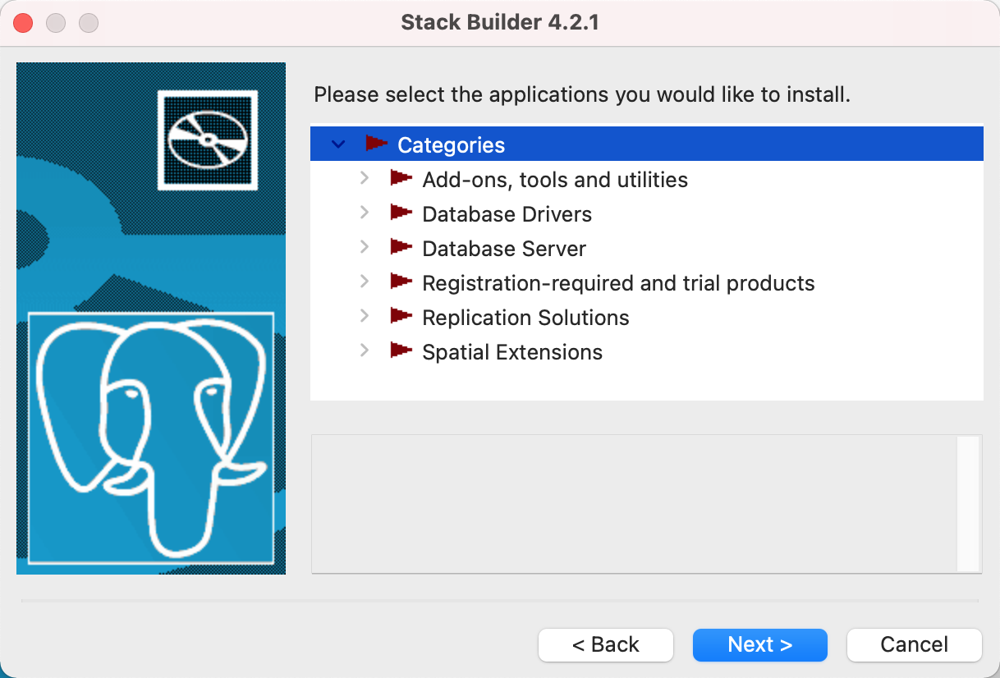 Stack Builder 4.2.1
Please select the applications you would like to install.
Categories
Add-ons, tools and utilities
Database Drivers
Database Server
Registration-required and trial products
Replication Solutions
Spatial Extensions
< Back
Next >
Cancel